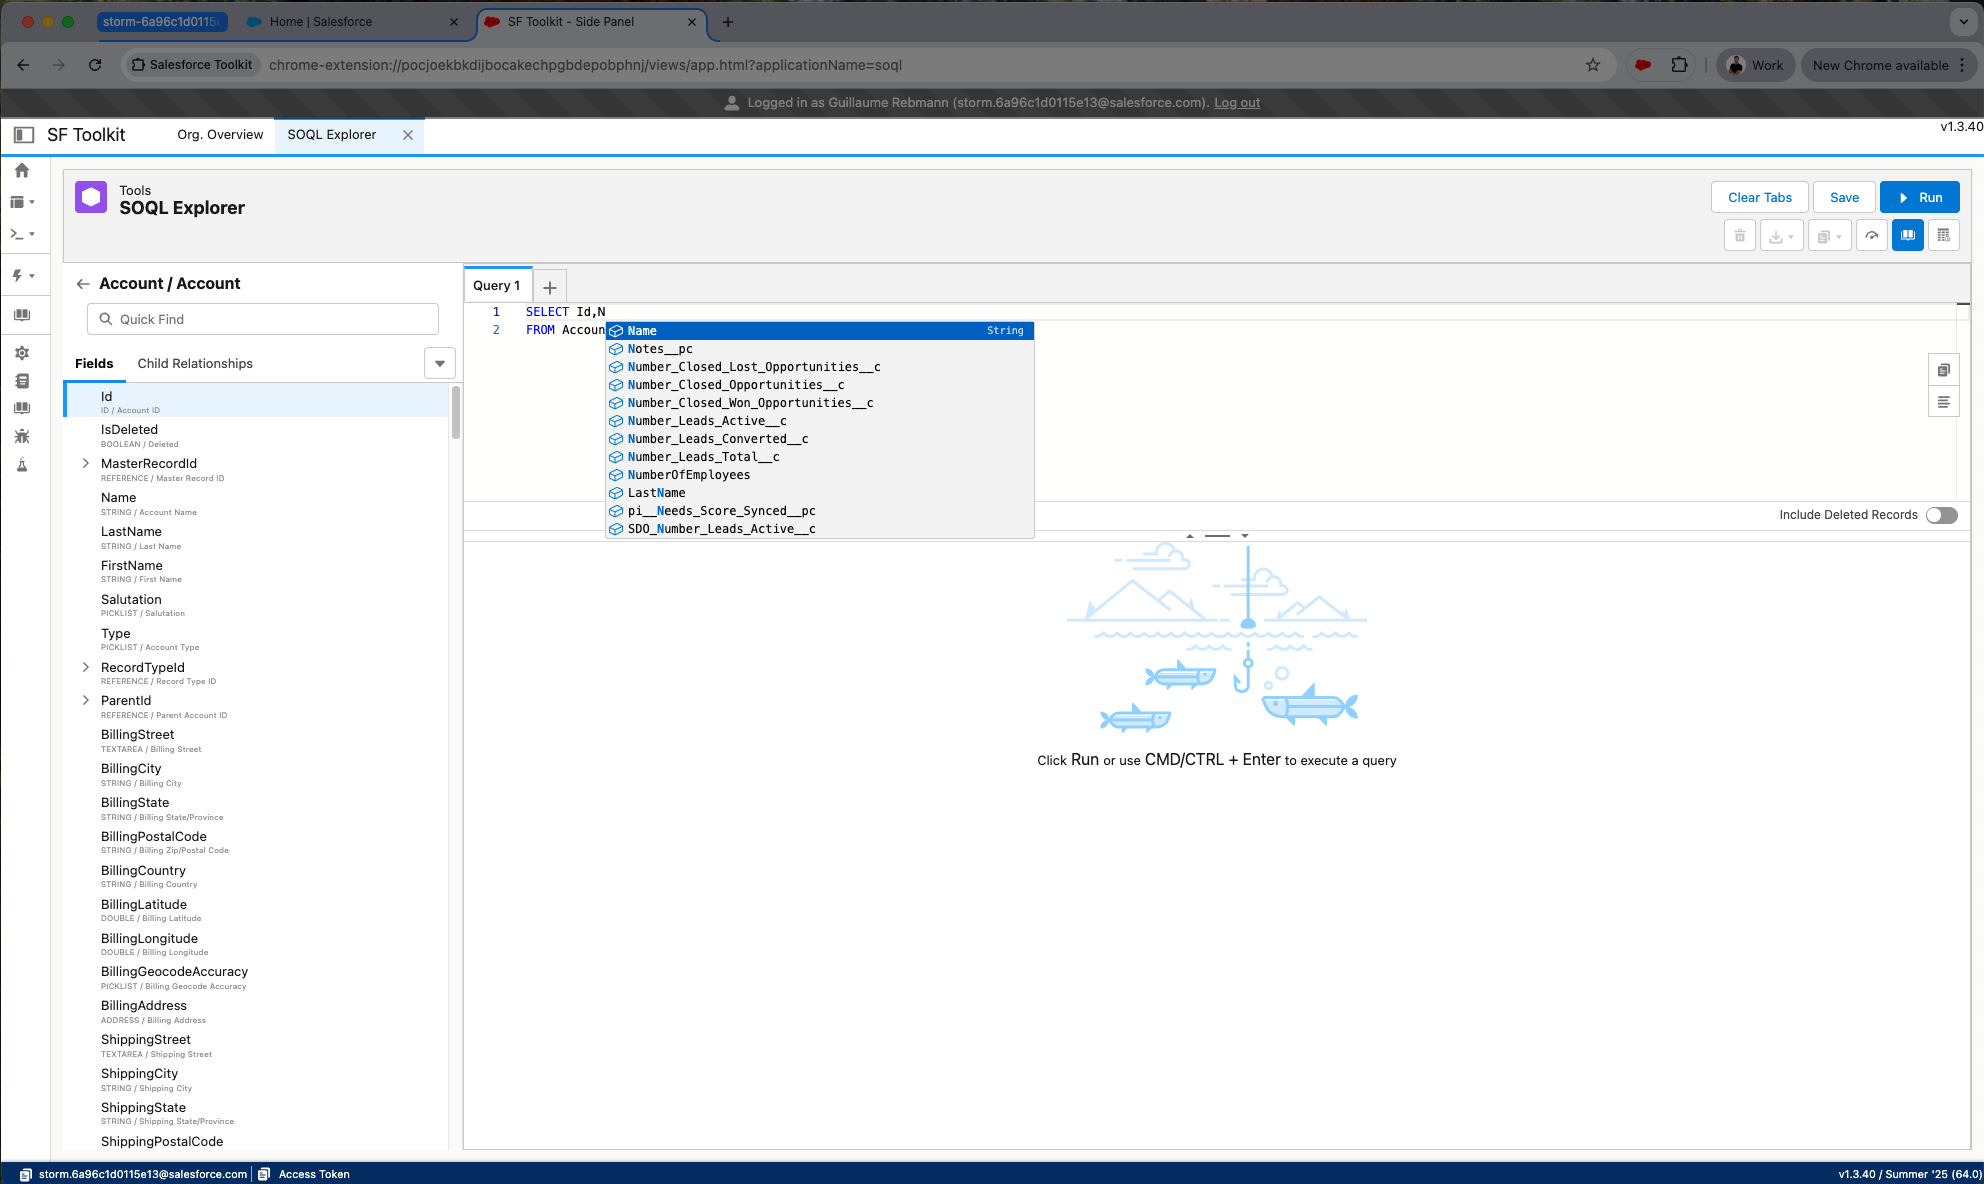 storm-6a96c1d0115
Home | Salesforce
SF Toolkit - Side Panel
Salesforce Toolkit
chrome-extension://pocjoekbkdijbocakechpgbdepobphnj/views/app.html?applicationName=soql
Work
New Chrome available
Logged in as Guillaume Rebmann (storm.6a96c1d0115e13@salesforce.com). Log out
SF Toolkit
Org. Overview
SOQL Explorer
v1.3.40
Tools
SOQL Explorer
Clear Tabs
Save
Run
Account / Account
Quick Find
Fields
Child Relationships
Id
ID / Account ID
IsDeleted
BOOLEAN / Deleted
MasterRecordId
REFERENCE / Master Record ID
Name
STRING / Account Name
LastName
STRING / Last Name
FirstName
STRING / First Name
Salutation
PICKLIST / Salutation
Type
PICKLIST / Account Type
RecordTypeId
REFERENCE / Record Type ID
ParentId
REFERENCE / Parent Account ID
BillingStreet
TEXTAREA / Billing Street
BillingCity
STRING / Billing City
BillingState
STRING / Billing State/Province
BillingPostalCode
STRING / Billing Zip/Postal Code
BillingCountry
STRING / Billing Country
BillingLatitude
DOUBLE / Billing Latitude
BillingLongitude
DOUBLE / Billing Longitude
BillingGeocodeAccuracy
PICKLIST / Billing Geocode Accuracy
BillingAddress
ADDRESS / Billing Address
ShippingStreet
TEXTAREA / Shipping Street
ShippingCity
STRING / Shipping City
ShippingState
STRING / Shipping State/Province
ShippingPostalCode
Query 1
1 SELECT Id,N
2 FROM Accoun
Name String
Notes__pc
Number_Closed_Lost_Opportunities__c
Number_Closed_Opportunities__c
Number_Closed_Won_Opportunities__c
Number_Leads_Active__c
Number_Leads_Converted__c
Number_Leads_Total__c
NumberOfEmployees
LastName
pi__Needs_Score_Synced__pc
SDO_Number_Leads_Active__c
Include Deleted Records
Click Run or use CMD/CTRL + Enter to execute a query
storm.6a96c1d0115e13@salesforce.com
Access Token
v1.3.40 / Summer '25 (64.0)